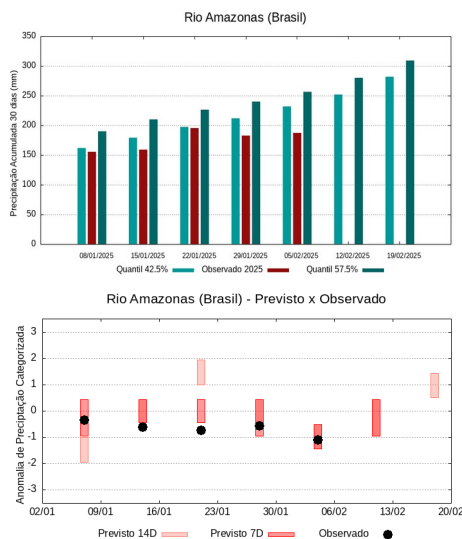 Rio Amazonas (Brasil)
Precipitação Acumulada 30 dias (mm)
350
300
250
200
150
100
50
0
08/01/2025 15/01/2025 22/01/2025 29/01/2025 05/02/2025 12/02/2025 19/02/2025
Quantil 42.5% Observado 2025 Quantil 57.5%
Rio Amazonas (Brasil) - Previsto x Observado
Anomalia de Preciptação Categorizada
3
2
1
0
-1
-2
-3
02/01 09/01 16/01 23/01 30/01 06/02 13/02 20/02
Previsto 14D Previsto 7D Observado